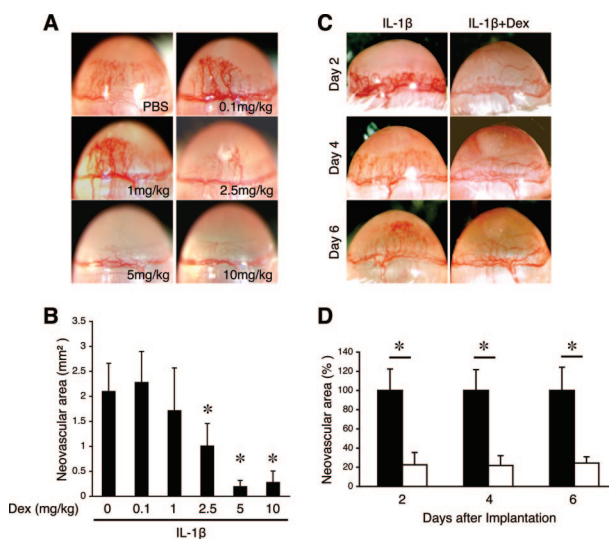 A
PBS
0.1mg/kg
1mg/kg
2.5mg/kg
5mg/kg
10mg/kg
C
IL-1β
IL-1β+Dex
Day 2
Day 4
Day 6
B
Neovascular area (mm²)
3.5
3
2.5
2
1.5
1
0.5
0
*
*
*
Dex (mg/kg)
0 0.1 1 2.5 5 10
IL-1β
D
Neovascular area (%)
140
120
100
80
60
40
20
0
* * *
2 4 6
Days after Implantation